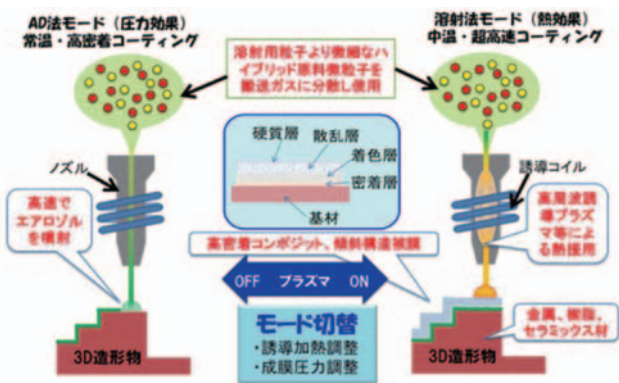 AD法モード（圧力効果）
常温・高密着コーティング
溶射用粒子より微細なハ
イブリッド原料微粒子を
搬送ガスに分散し使用
溶射法モード（熱効果）
中温・超高速コーティング
ノズル
高速で
エアロゾル
を噴射
硬質層
散乱層
着色層
密着層
基材
誘導コイル
高周波誘
導プラズ
マ等によ
る熱援用
高密着コンポジット、傾斜構造被膜
OFF プラズマ ON
モード切替
・誘導加熱調整
・成膜圧力調整
金属、樹脂、
セラミックス材
3D造形物
3D造形物